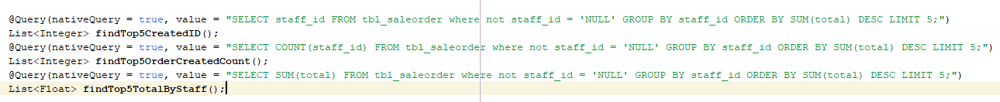 @Query(nativeQuery = true, value = "SELECT staff_id FROM tbl_saleorder where not staff_id = 'NULL' GROUP BY staff_id ORDER BY SUM(total) DESC LIMIT 5;")
List<Integer> findTop5CreatedID();
@Query(nativeQuery = true, value = "SELECT COUNT(staff_id) FROM tbl_saleorder where not staff_id = 'NULL' GROUP BY staff_id ORDER BY SUM(total) DESC LIMIT 5;")
List<Integer> findTop5OrderCreatedCount();
@Query(nativeQuery = true, value = "SELECT SUM(total) FROM tbl_saleorder where not staff_id = 'NULL' GROUP BY staff_id ORDER BY SUM(total) DESC LIMIT 5;")
List<Float> findTop5TotalByStaff();